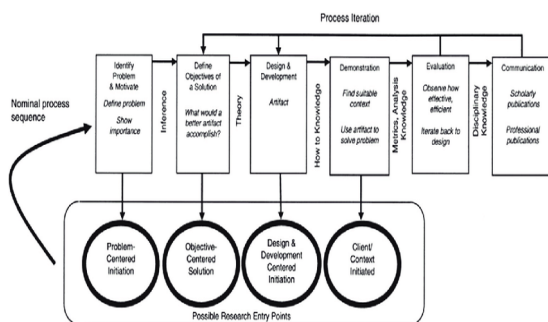 Process Iteration
Nominal process
sequence
Identify
Problem
& Motivate
Define problem
Show
importance
Inference
Define
Objectives of
a Solution
What would a
better artifact
accomplish?
Theory
Design &
Development
Artifact
How to Knowledge
Demonstration
Find suitable
context
Use artifact to
solve problem
Metrics, Analysis
Knowledge
Evaluation
Observe how
effective,
efficient
Iterate back to
design
Disciplinary
Knowledge
Communication
Scholarly
publications
Professional
publications
Problem-
Centered
Initiation
Objective-
Centered
Solution
Design &
Development
Centered
Initiation
Client/
Context
Initiated
Possible Research Entry Points